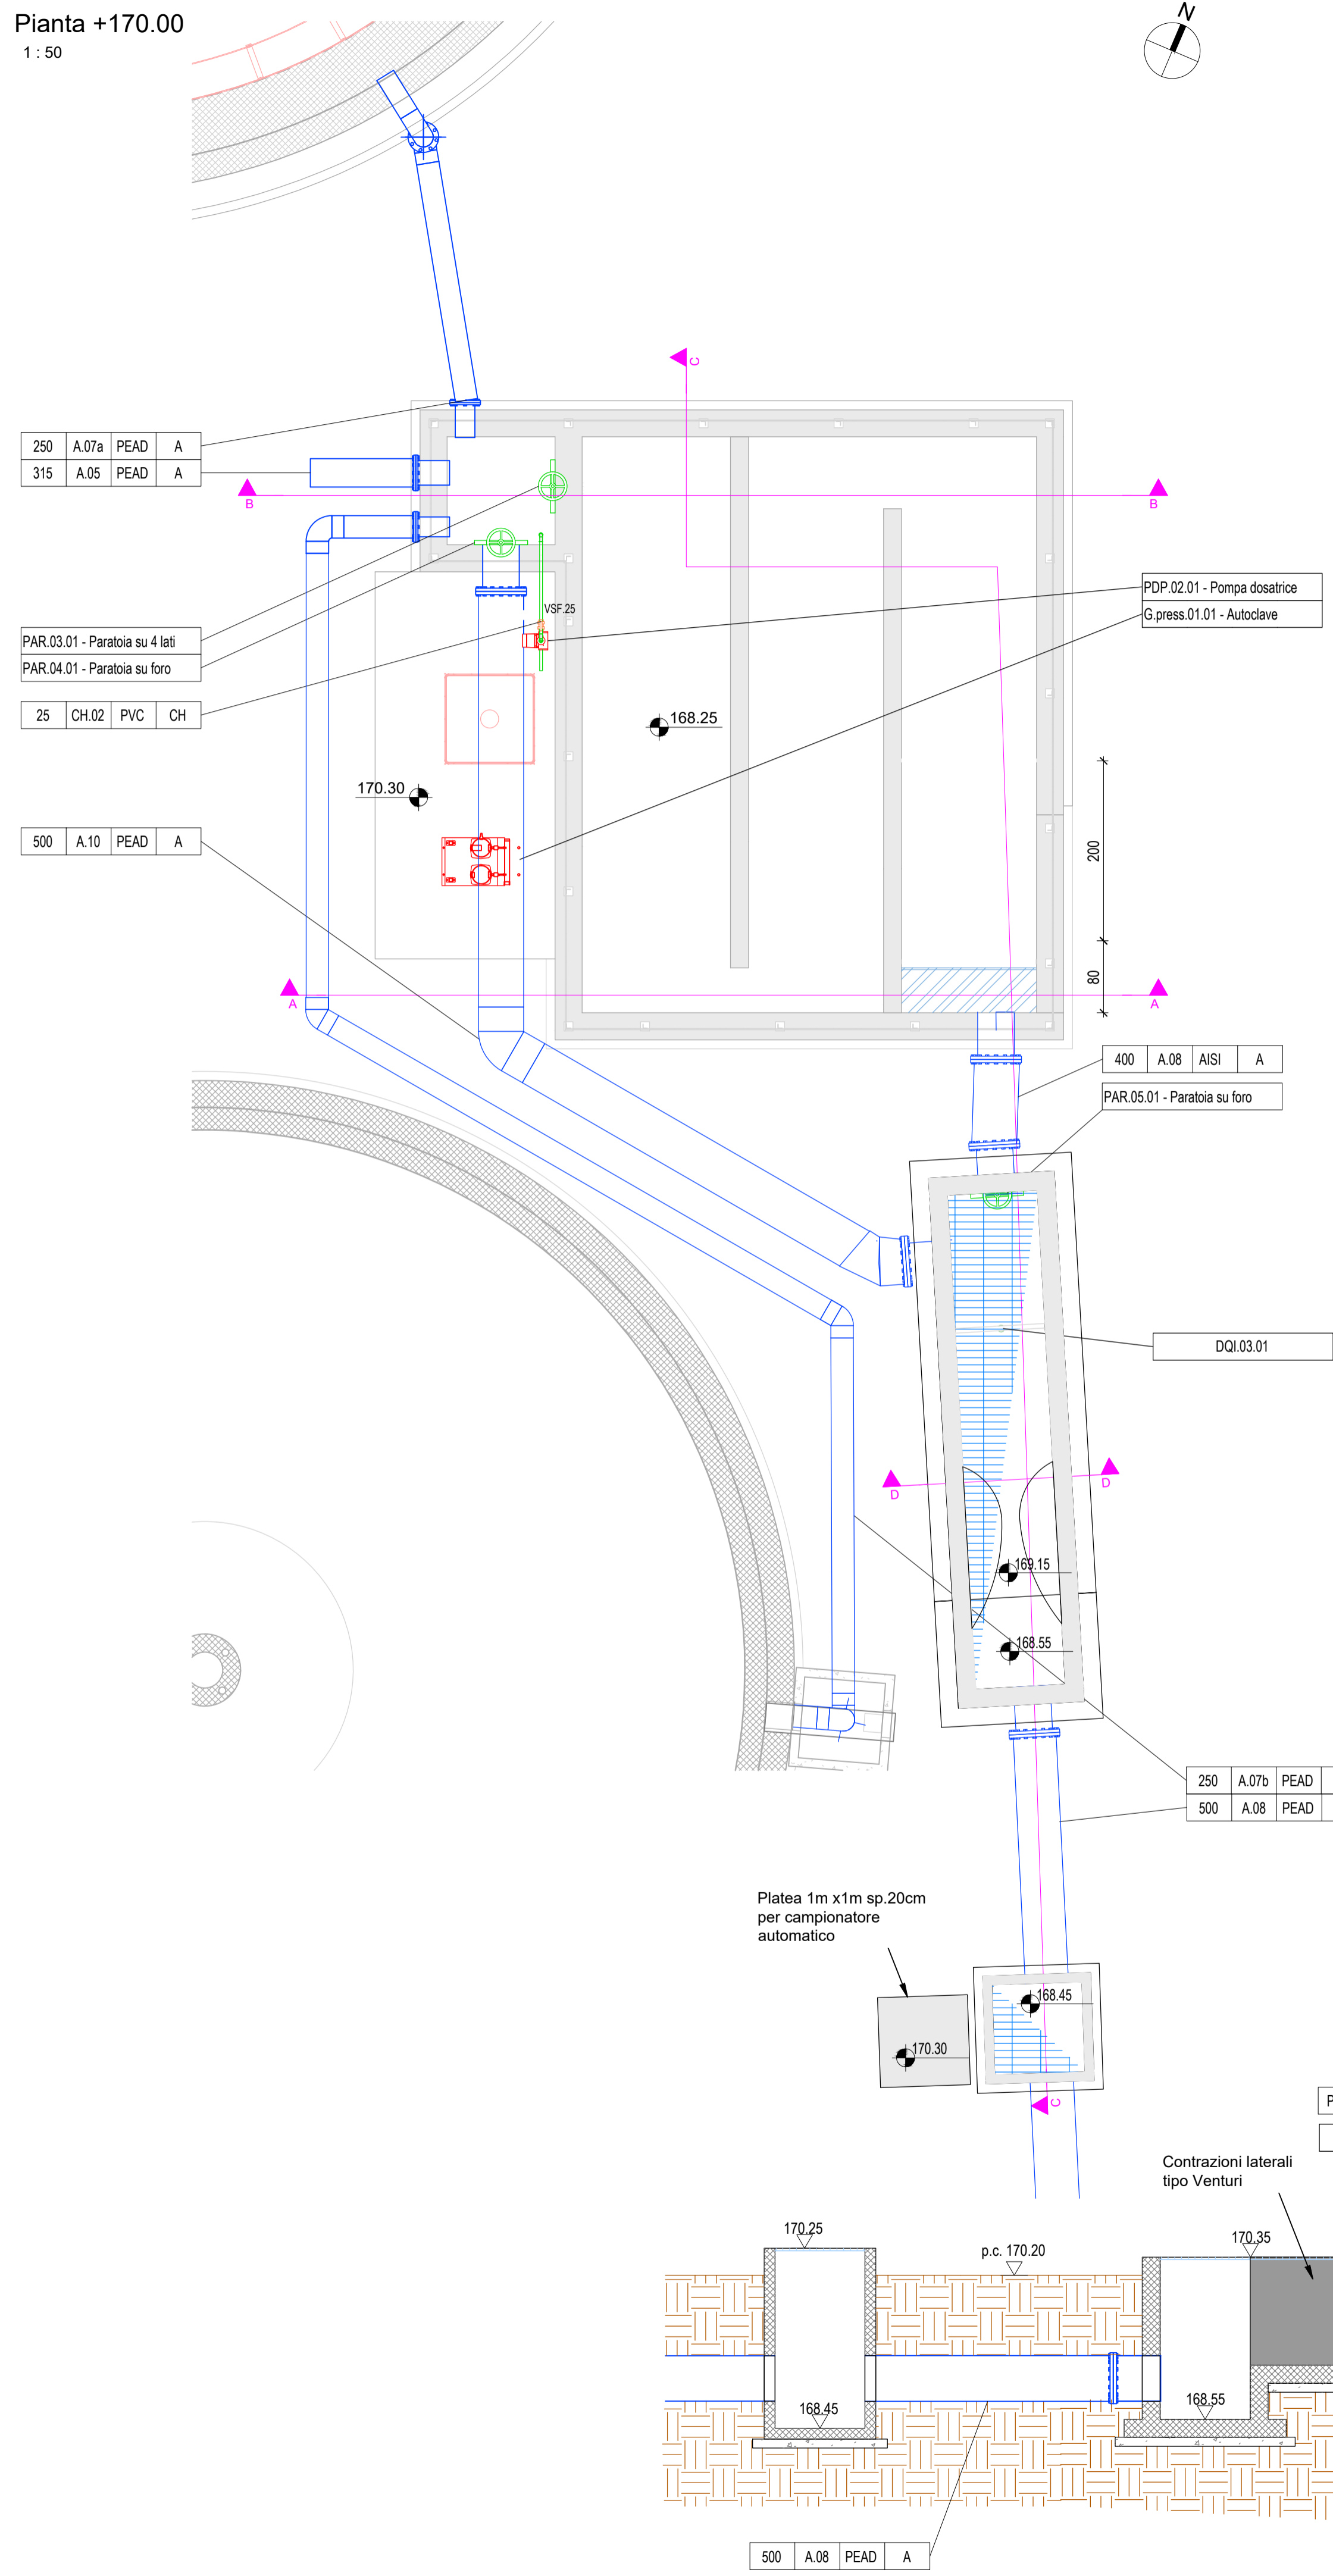 Pianta +170.00
1 : 50
N
C
250 A.07a PEAD A
315 A.05 PEAD A
B
B
PDP.02.01 - Pompa dosatrice
G.press.01.01 - Autoclave
VSF.25
PAR.03.01 - Paratoia su 4 lati
PAR.04.01 - Paratoia su foro
25 CH.02 PVC CH
168.25
170.30
500 A.10 PEAD A
200
80
A
A
400 A.08 AISI A
PAR.05.01 - Paratoia su foro
DQI.03.01
D
D
169.15
168.55
250 A.07b PEAD
500 A.08 PEAD
Platea 1m x1m sp.20cm
per campionatore
automatico
168.45
170.30
C
P
Contrazioni laterali
tipo Venturi
170.25
p.c. 170.20
170.35
168.45
168.55
500 A.08 PEAD A